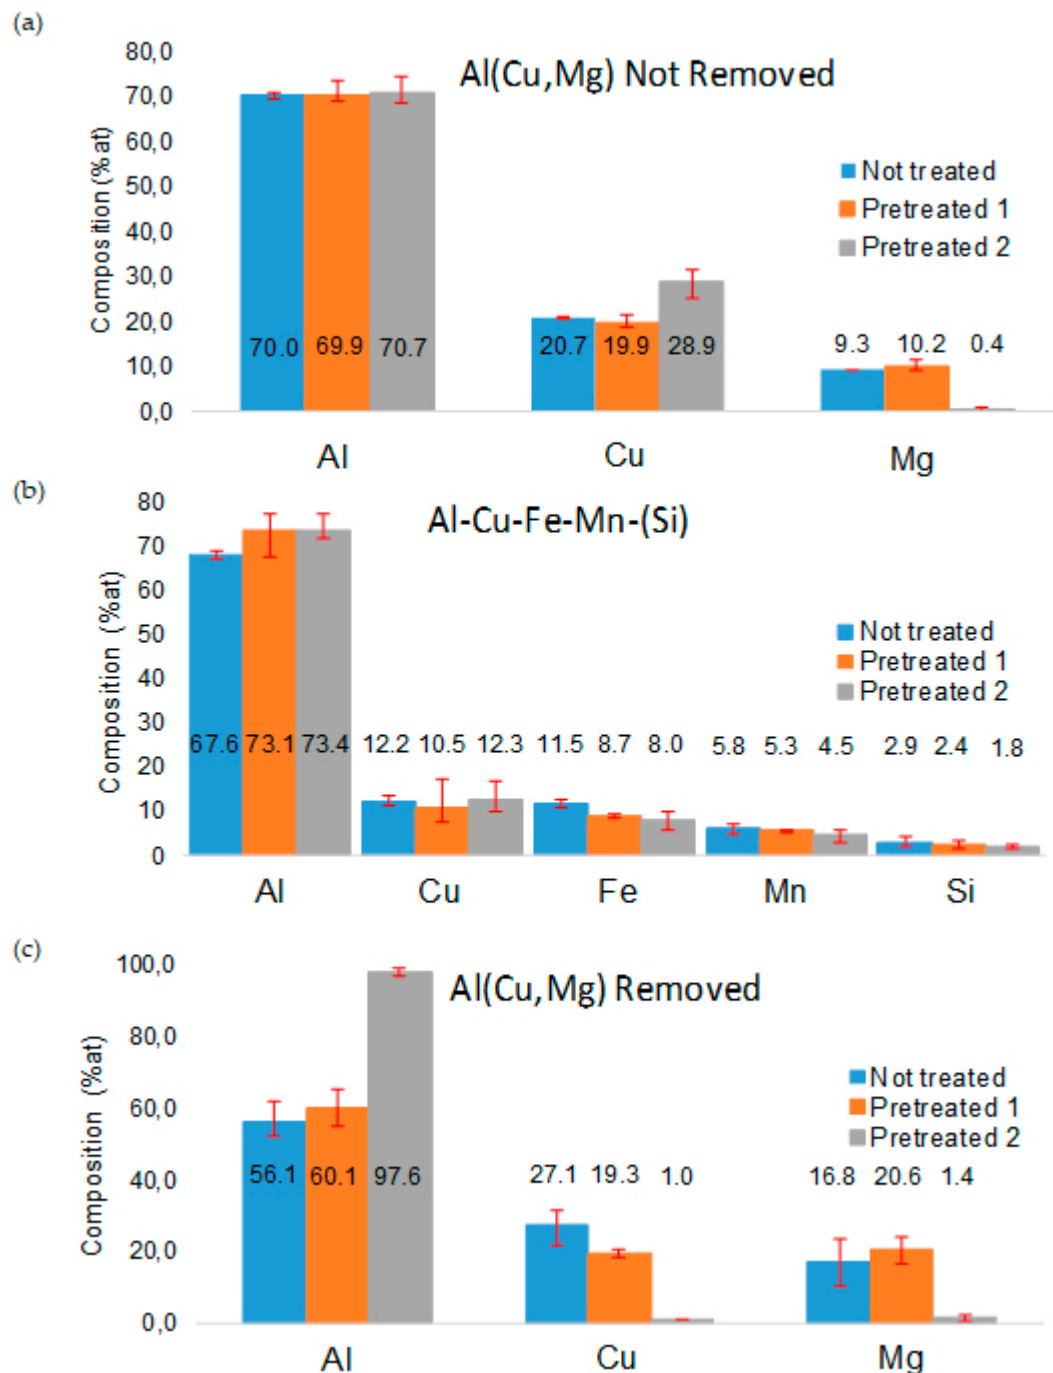 (a)
80,0
Al(Cu,Mg) Not Removed
70,0
60,0
50,0
40,0
30,0
20,0
10,0
0,0
Composition (%at)
Not treated
Pretreated 1
Pretreated 2
70.0 69.9 70.7
20.7 19.9 28.9
9.3 10.2 0.4
Al Cu Mg
(b)
80
Al-Cu-Fe-Mn-(Si)
70
60
50
40
30
20
10
0
Composition (%at)
Not treated
Pretreated 1
Pretreated 2
67.6 73.1 73.4
12.2 10.5 12.3
11.5 8.7 8.0
5.8 5.3 4.5
2.9 2.4 1.8
Al Cu Fe Mn Si
(c)
100,0
Al(Cu,Mg) Removed
80,0
60,0
40,0
20,0
0,0
Composition (%at)
Not treated
Pretreated 1
Pretreated 2
56.1 60.1 97.6
27.1 19.3 1.0
16.8 20.6 1.4
Al Cu Mg